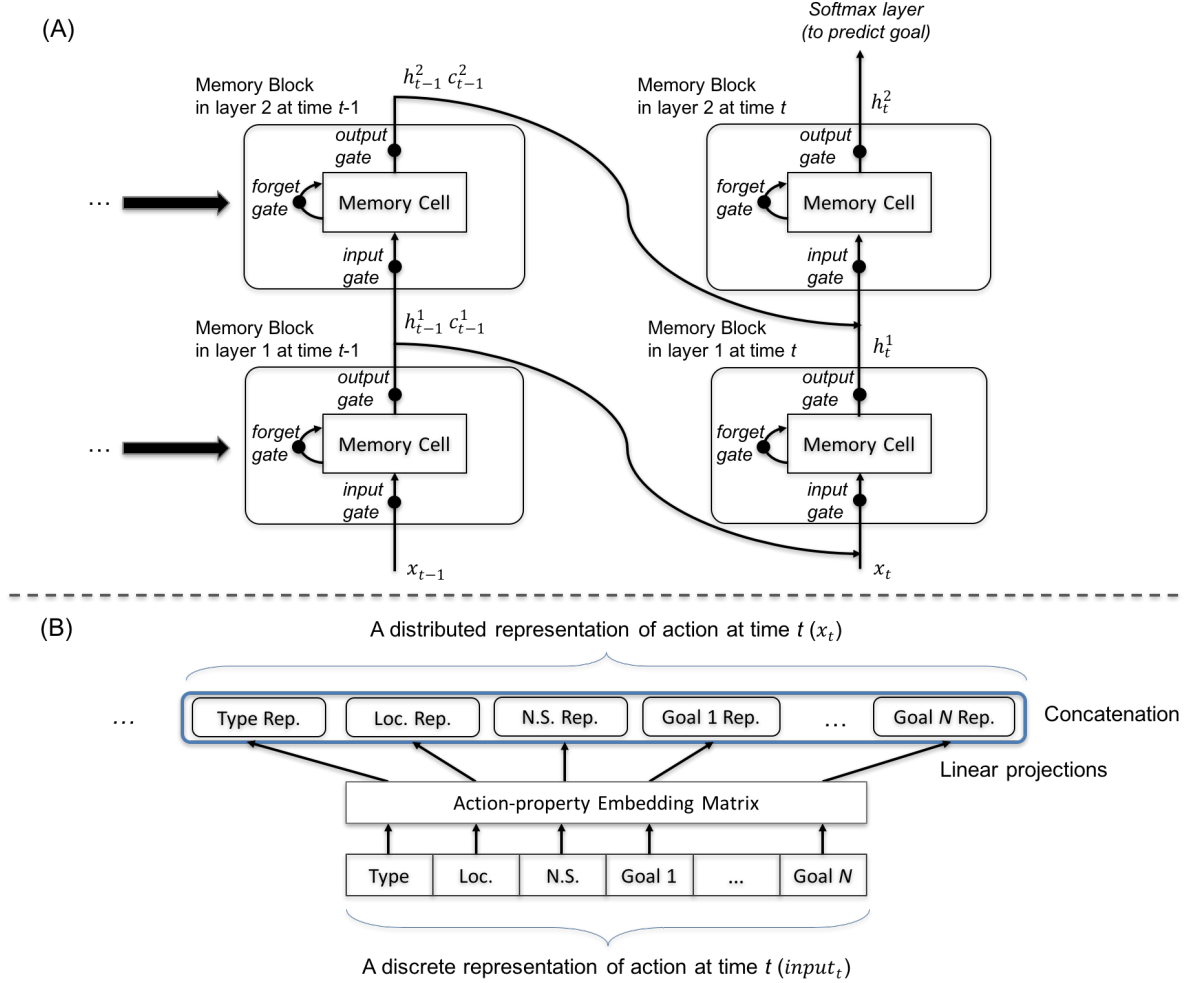 (A)
Softmax layer
(to predict goal)
Memory Block
in layer 2 at time t-1
h²ₜ₋₁ c²ₜ₋₁
Memory Block
in layer 2 at time t
h²ₜ
output
gate
forget
gate
Memory Cell
input
gate
...
output
gate
forget
gate
Memory Cell
input
gate
Memory Block
in layer 1 at time t-1
h¹ₜ₋₁ c¹ₜ₋₁
Memory Block
in layer 1 at time t
h¹ₜ
output
gate
forget
gate
Memory Cell
input
gate
...
output
gate
forget
gate
Memory Cell
input
gate
xₜ₋₁
xₜ
(B)
A distributed representation of action at time t (xₜ)
... Type Rep. Loc. Rep. N.S. Rep. Goal 1 Rep. ... Goal N Rep. Concatenation
Linear projections
Action-property Embedding Matrix
Type Loc. N.S. Goal 1 ... Goal N
A discrete representation of action at time t (inputₜ)